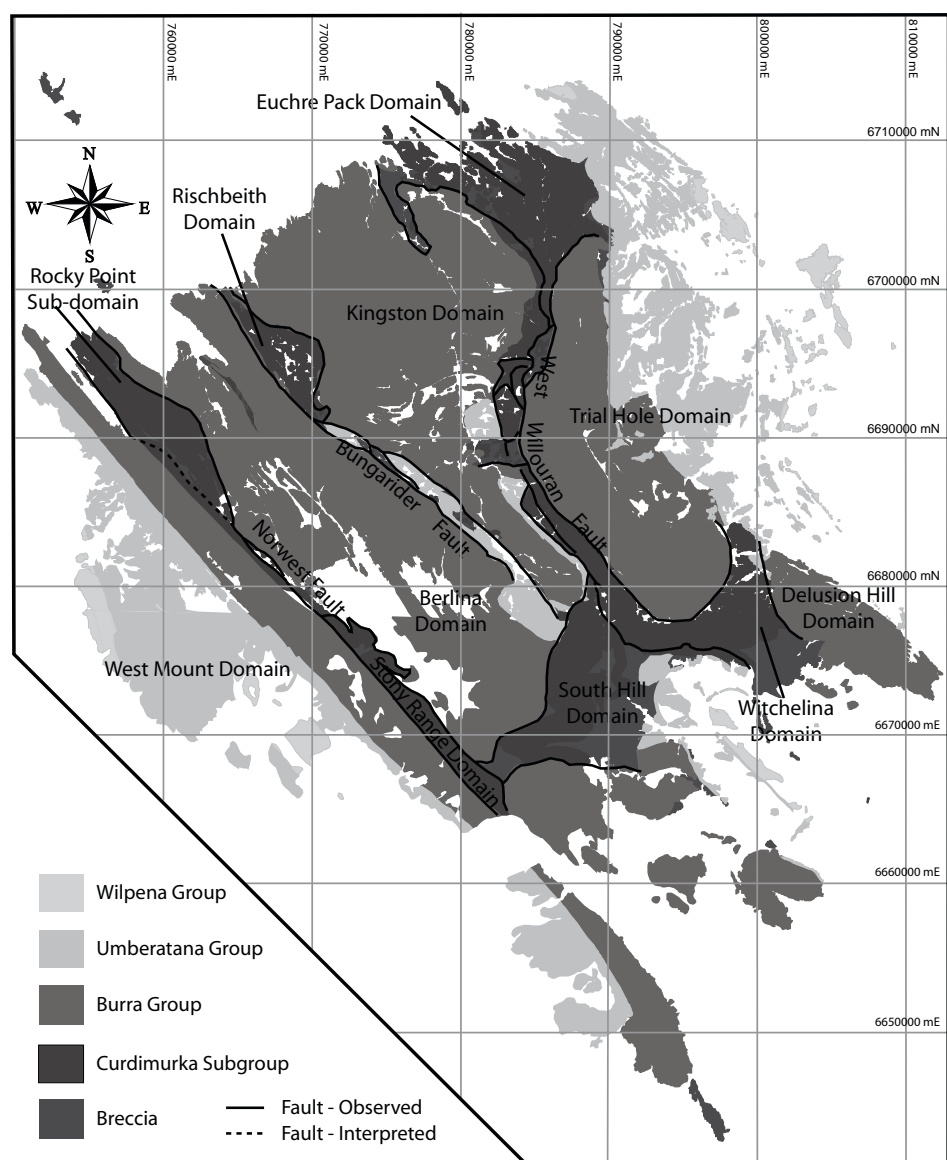 760000 mE
770000 mE
780000 mE
790000 mE
800000 mE
810000 mE
Euchre Pack Domain
6710000 mN
N
W
E
S
Rischbeith
Domain
Rocky Point
Sub-domain
6700000 mN
Kingston Domain
West
Willouran
Fault
Trial Hole Domain
6690000 mN
Bungarider
Fault
Norwest Fault
6680000 mN
Berlina
Domain
Delusion Hill
Domain
West Mount Domain
Stony Range Domain
South Hill
Domain
Witchelina
Domain
6670000 mN
6660000 mN
Wilpena Group
Umberatana Group
Burra Group
6650000 mE
Curdimurka Subgroup
Breccia
Fault - Observed
Fault - Interpreted